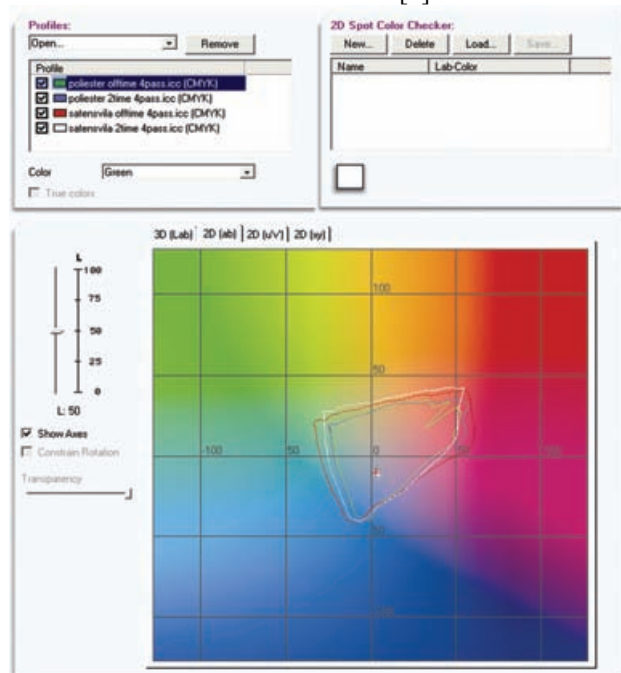 Profiles:
Open... Remove
Profile
poliester offtime 4pass.icc (CMYK)
poliester 2time 4pass.icc (CMYK)
satensvila offtime 4pass.icc (CMYK)
satensvila 2time 4pass.icc (CMYK)
Color Green
True colors
2D Spot Color Checker:
New... Delete Load... Save...
Name Lab-Color
3D (Lab) 2D (ab) 2D (u'v') 2D (xy)
L
100
75
50
25
0
L: 50
Show Axes
Constrain Rotation
Transparency
100
50
-100 50 0 50 100
50
-100